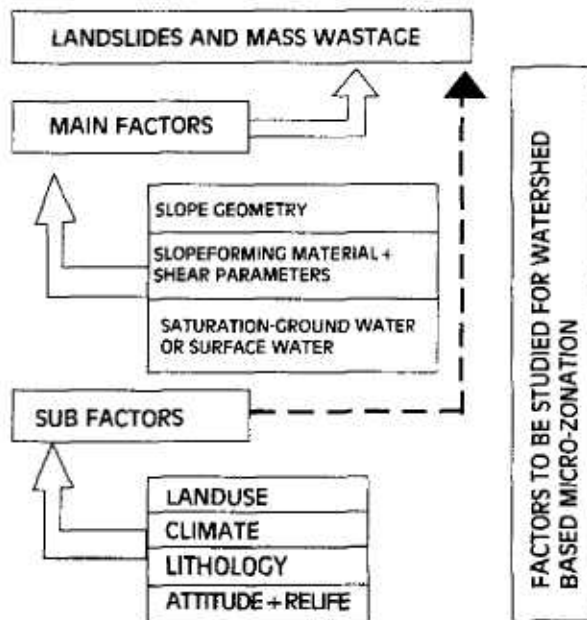 LANDSLIDES AND MASS WASTAGE
MAIN FACTORS
SLOPE GEOMETRY
SLOPEFORMING MATERIAL +
SHEAR PARAMETERS
SATURATION-GROUND WATER
OR SURFACE WATER
SUB FACTORS
LANDUSE
CLIMATE
LITHOLOGY
ATTITUDE + RELIFE
FACTORS TO BE STUDIED FOR WATERSHED
BASED MICRO-ZONATION